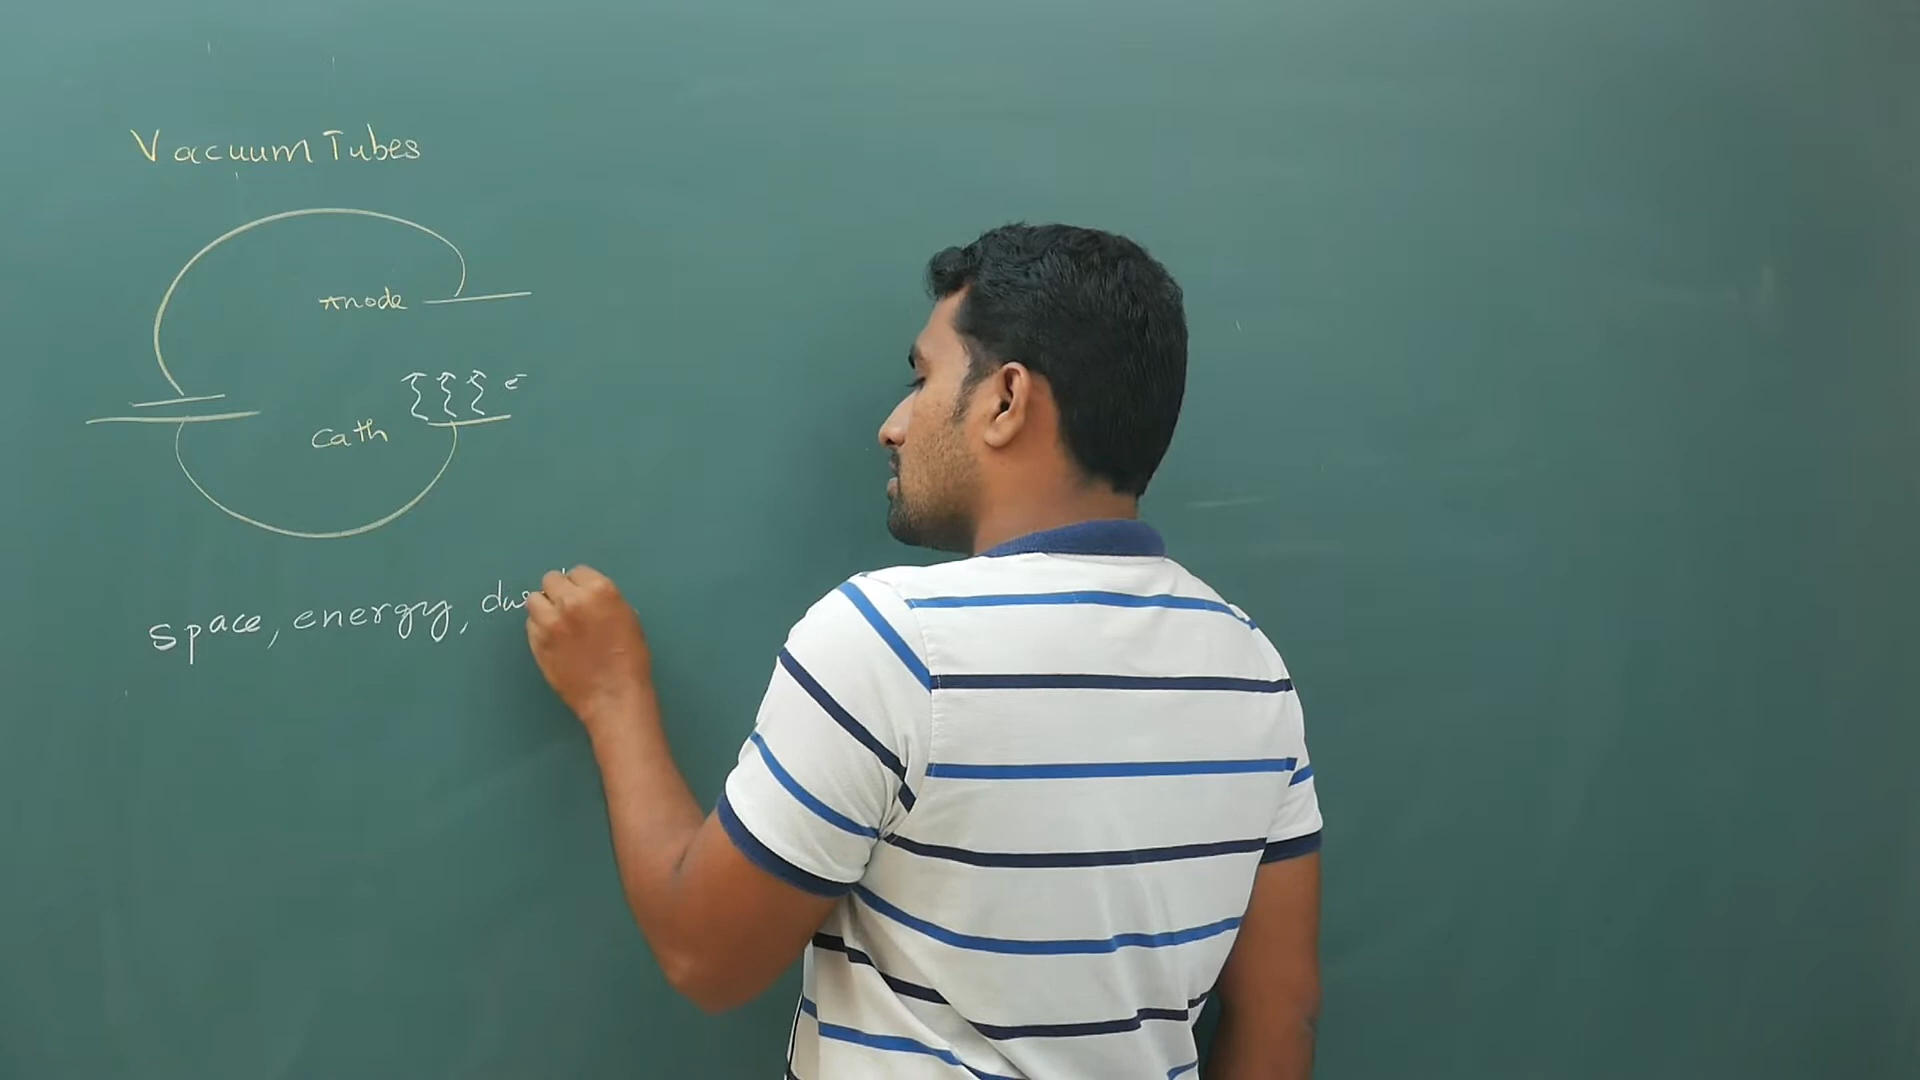 Vacuum Tubes
Anode
e-
Cath
space, energy,